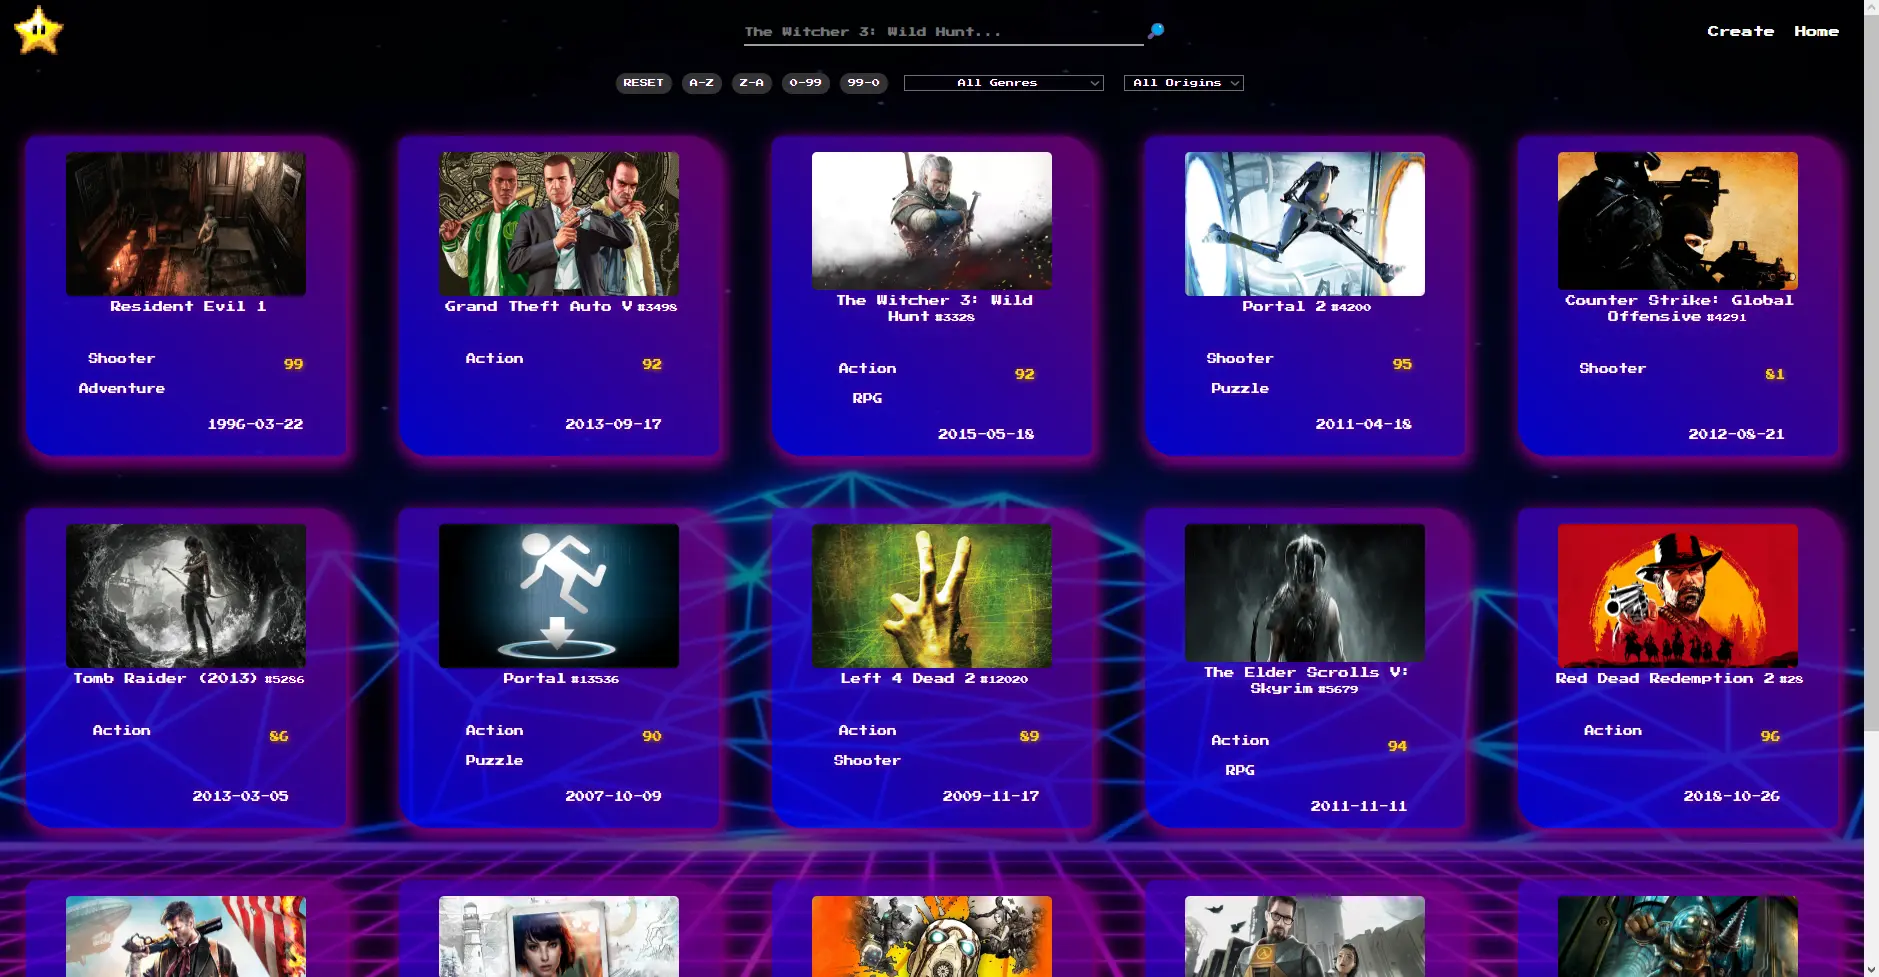 The Witcher 3: Wild Hunt...
Create Home
RESET A-Z Z-A 0-99 99-0 All Genres All Origins
Resident Evil 1
Shooter
99
Adventure
1996-03-22
Grand Theft Auto V #3498
Action
92
2013-09-17
The Witcher 3: Wild
Hunt #3328
Action
92
RPG
2015-05-18
Portal 2 #4200
Shooter
95
Puzzle
2011-04-18
Counter Strike: Global
Offensive #4291
Shooter
81
2012-08-21
Tomb Raider (2013) #5286
Action
86
2013-03-05
Portal #13536
Action
90
Puzzle
2007-10-09
Left 4 Dead 2 #12020
Action
89
Shooter
2009-11-17
The Elder Scrolls V:
Skyrim #5679
Action
94
RPG
2011-11-11
Red Dead Redemption 2 #28
Action
96
2018-10-26